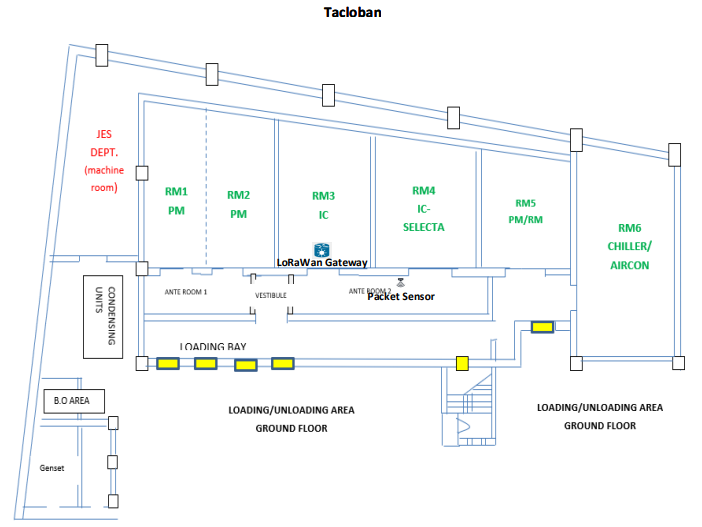 Tacloban
JES
DEPT.
(machine
room)
RM1
PM
RM2
PM
RM3
IC
RM4
IC-
SELECTA
RM5
PM/RM
RM6
CHILLER/
AIRCON
LoRaWan Gateway
ANTE ROOM 1
VESTIBULE
ANTE ROOM 2
Packet Sensor
CONDENSING
UNITS
LOADING BAY
B.O AREA
LOADING/UNLOADING AREA
GROUND FLOOR
LOADING/UNLOADING AREA
GROUND FLOOR
Genset